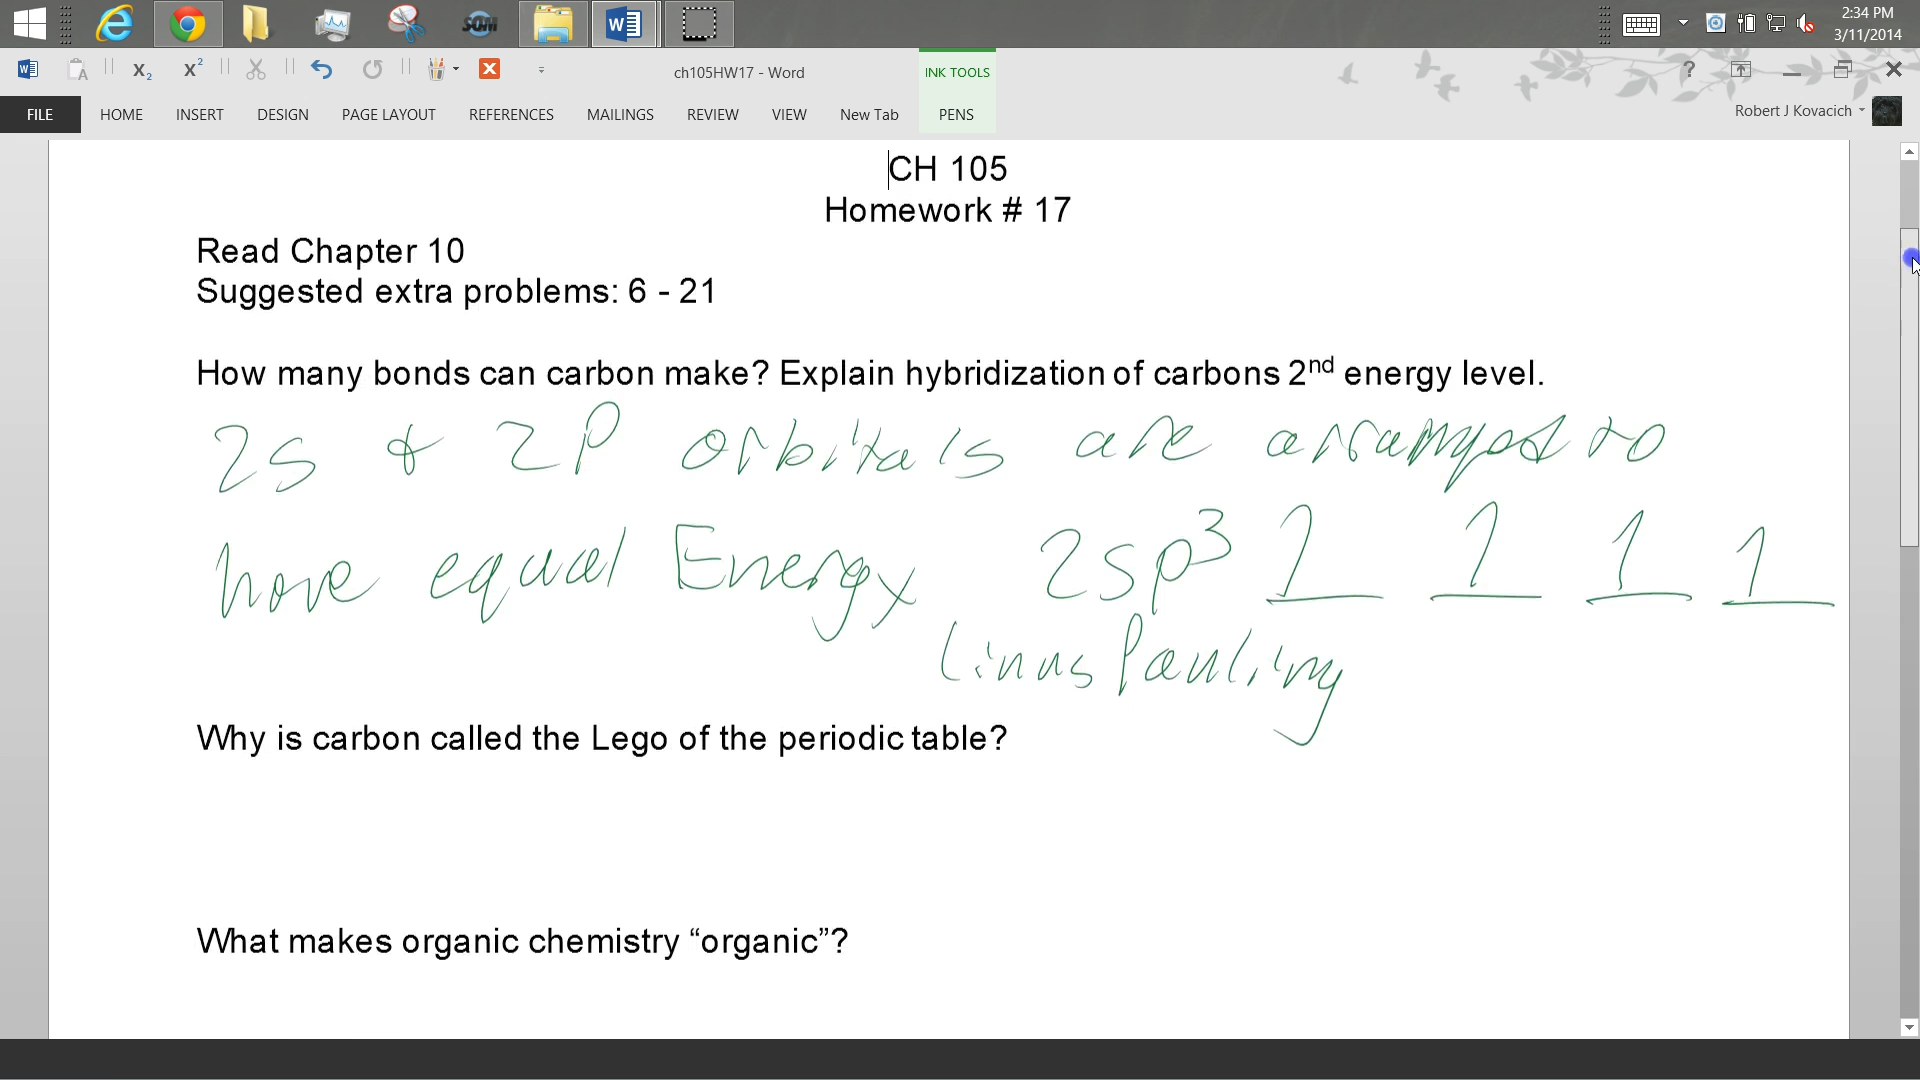 2:34 PM
3/11/2014
SOM
ch105HW17 - Word
INK TOOLS
FILE
HOME
INSERT
DESIGN
PAGE LAYOUT
REFERENCES
MAILINGS
REVIEW
VIEW
New Tab
PENS
Robert J Kovacich
CH 105
Homework # 17
Read Chapter 10
Suggested extra problems: 6 - 21
How many bonds can carbon make? Explain hybridization of carbons 2nd energy level.
2s & 2P orbitals are arranged to
have equal Energy 2sp³ 1 1 1 1
Linus Pauling
Why is carbon called the Lego of the periodic table?
What makes organic chemistry “organic”?